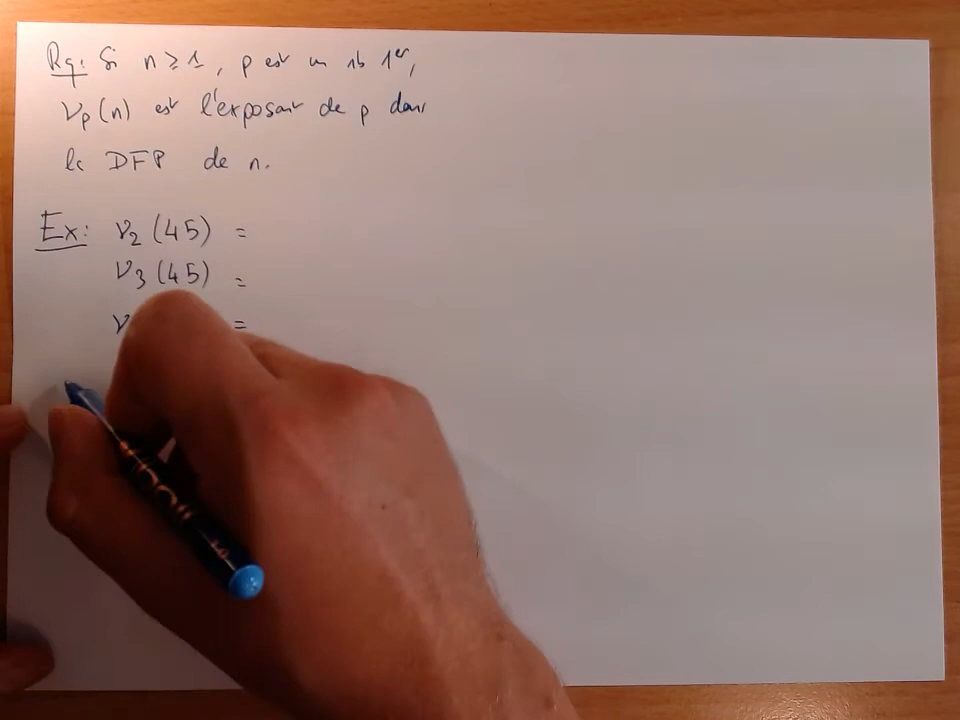 Rq: Si n ≥ 1, p est un nb 1er,
νp(n) est l'exposant de p dans
la DFP de n.
Ex: ν2(45) =
ν3(45) =
ν =